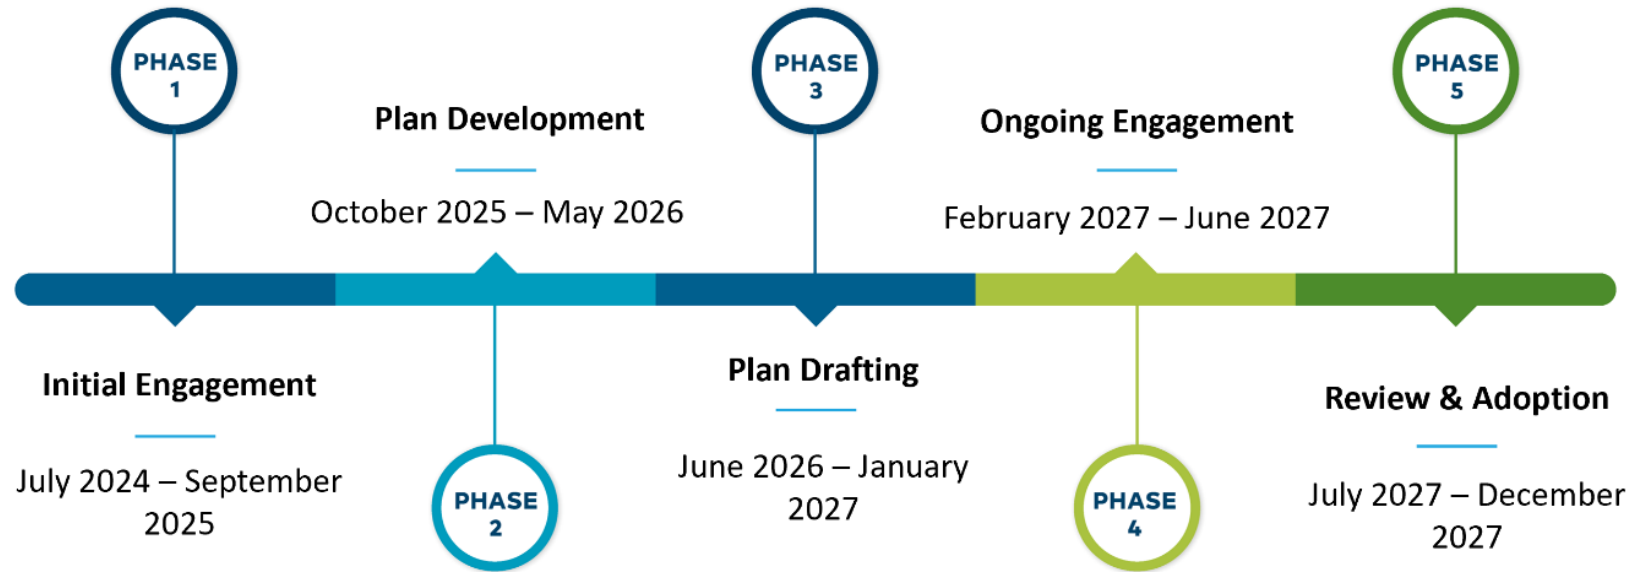 PHASE
1
Initial Engagement
July 2024 – September
2025
Plan Development
October 2025 – May 2026
PHASE
2
PHASE
3
Plan Drafting
June 2026 – January
2027
Ongoing Engagement
February 2027 – June 2027
PHASE
4
PHASE
5
Review & Adoption
July 2027 – December
2027